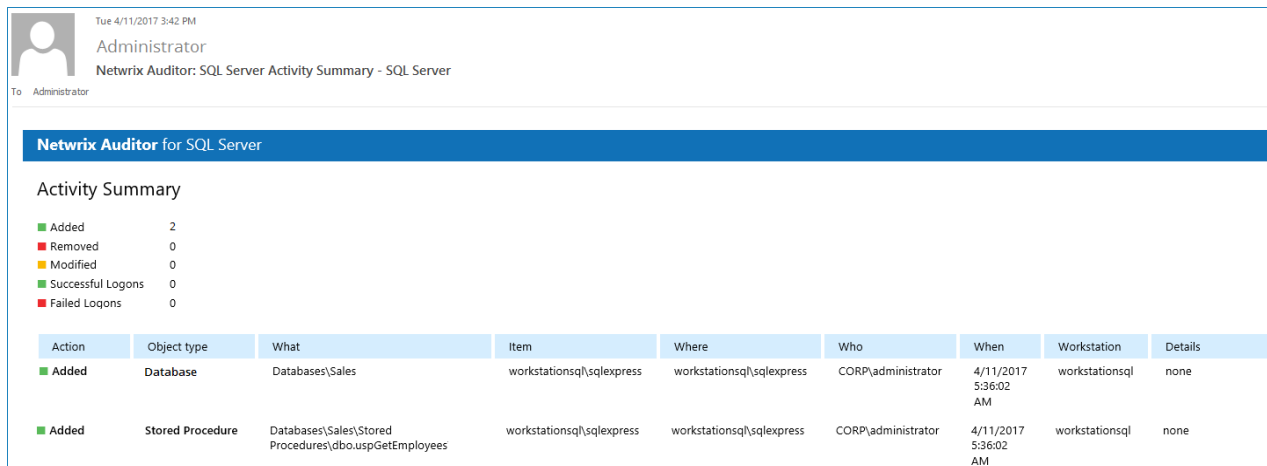 Tue 4/11/2017 3:42 PM
Administrator
Netwrix Auditor: SQL Server Activity Summary - SQL Server
To Administrator
Netwrix Auditor for SQL Server
Activity Summary
Added 2
Removed 0
Modified 0
Successful Logons 0
Failed Logons 0
Action Object type What Item Where Who When Workstation Details
Added Database Databases\Sales workstationsql\sqlexpress workstationsql\sqlexpress CORP\administrator 4/11/2017 workstationsql none
5:36:02
AM
Added Stored Procedure Databases\Sales\Stored workstationsql\sqlexpress workstationsql\sqlexpress CORP\administrator 4/11/2017 workstationsql none
Procedures\dbo.uspGetEmployees 5:36:02
AM